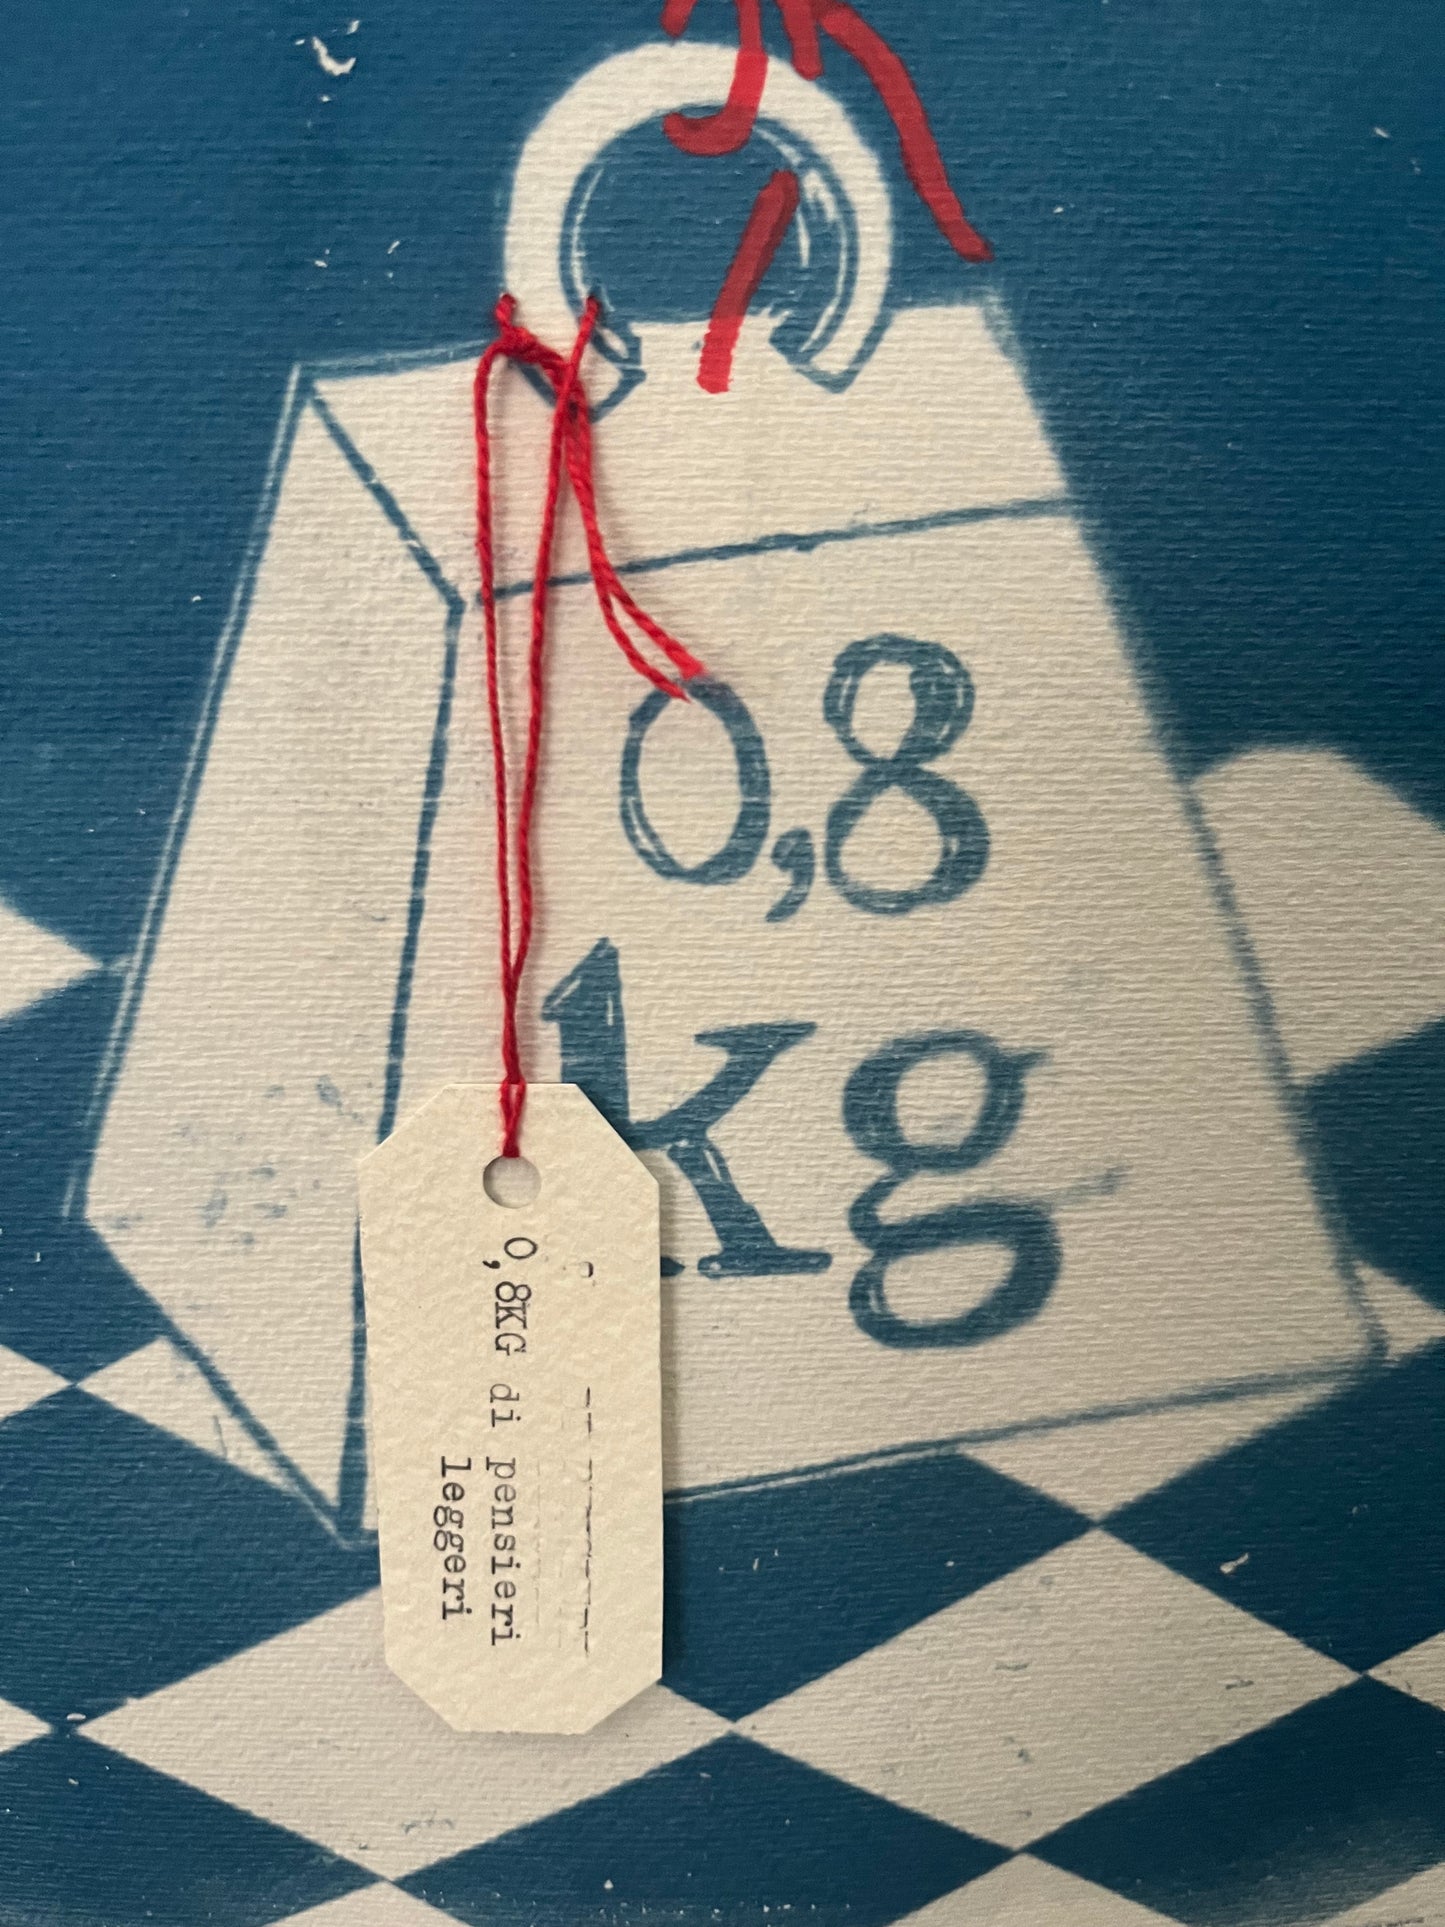 0,8
kg
0,8KG di pensieri
leggeri